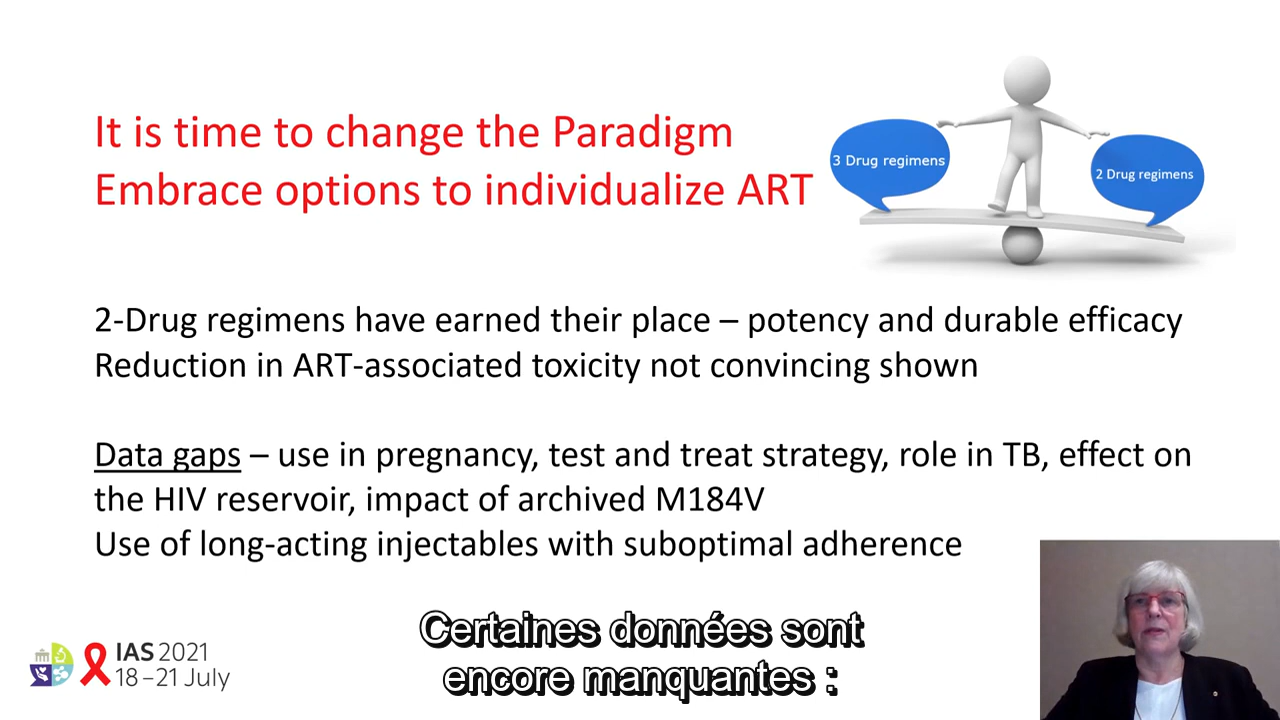 It is time to change the Paradigm
Embrace options to individualize ART
3 Drug regimens
2 Drug regimens
2-Drug regimens have earned their place – potency and durable efficacy
Reduction in ART-associated toxicity not convincing shown
Data gaps – use in pregnancy, test and treat strategy, role in TB, effect on
the HIV reservoir, impact of archived M184V
Use of long-acting injectables with suboptimal adherence
Certaines données sont
encore manquantes :
IAS 2021
18 – 21 July